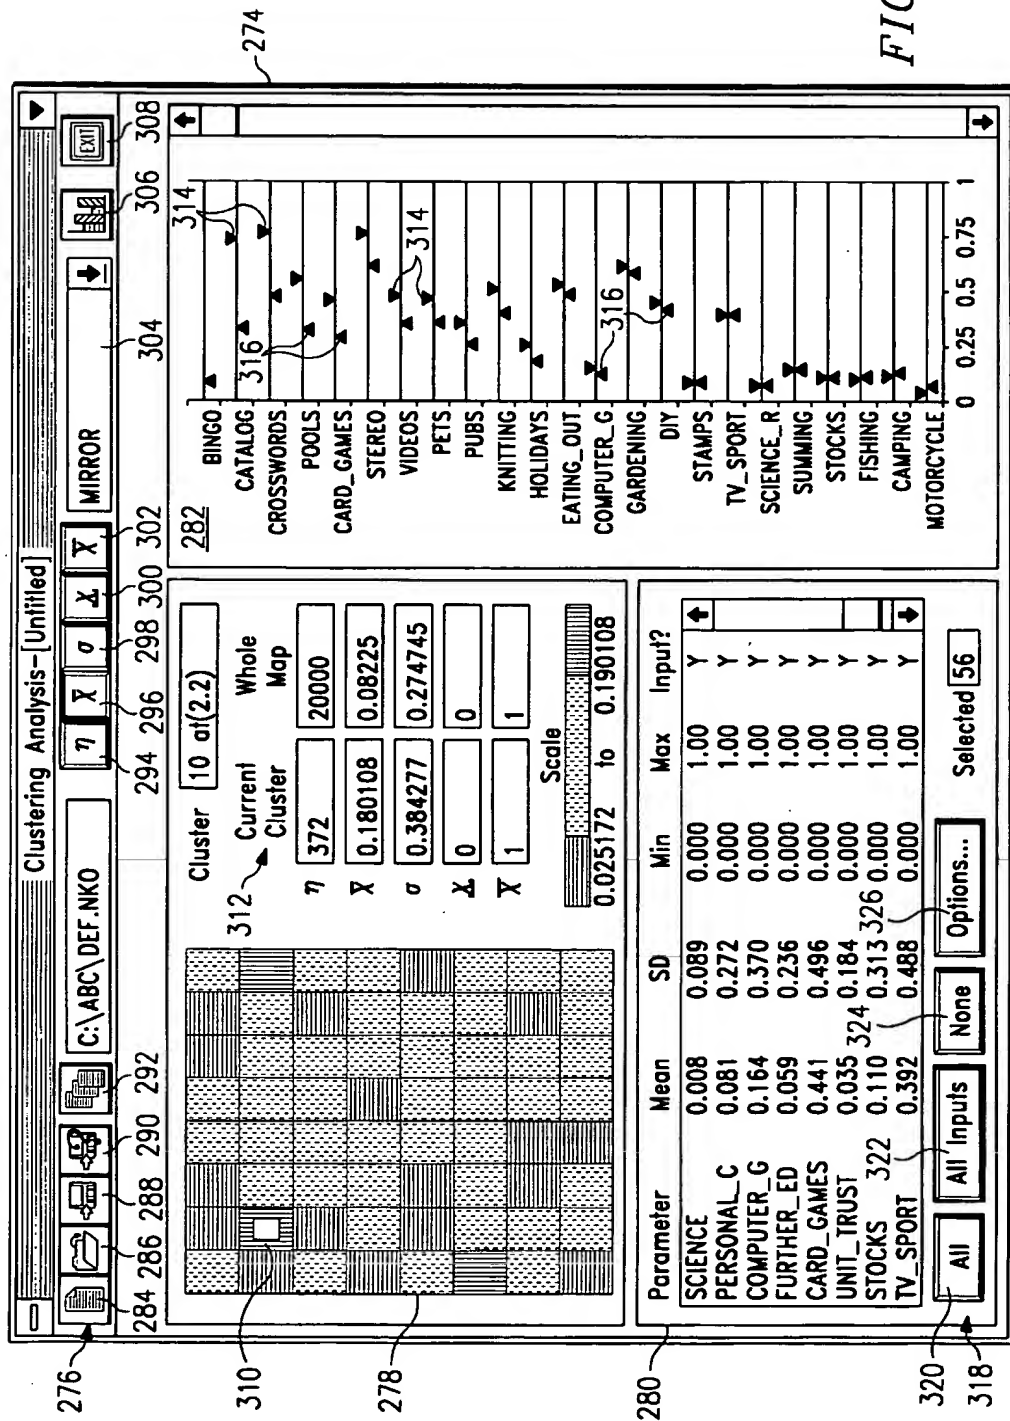 Clustering Analysis-[Untitled]
276
C:\ABC\DEF.NKO
η
X̄
σ
X
X̄
MIRROR
EXIT
284
286
288
290
292
294
296
298
300
302
304
306
308
274
310
278
Cluster 10 at(2.2)
312
Current Cluster
Whole Map
η 372 20000
X̄ 0.180108 0.08225
σ 0.384277 0.274745
X 0 0
X̄ 1 1
Scale
0.025172 to 0.190108
280
Parameter Mean SD Min Max Input?
SCIENCE 0.008 0.089 0.000 1.00 Y
PERSONAL_C 0.081 0.272 0.000 1.00 Y
COMPUTER_G 0.164 0.370 0.000 1.00 Y
FURTHER_ED 0.059 0.236 0.000 1.00 Y
CARD_GAMES 0.441 0.496 0.000 1.00 Y
UNIT_TRUST 0.035 0.184 0.000 1.00 Y
STOCKS 0.110 0.313 0.000 1.00 Y
TV_SPORT 0.392 0.488 0.000 1.00 Y
322
324
326
All
All Inputs
None
Options...
Selected 56
320
318
282
BINGO
CATALOG
CROSSWORDS
POOLS
CARD_GAMES
STEREO
VIDEOS
PETS
PUBS
KNITTING
HOLIDAYS
EATING_OUT
COMPUTER_G
GARDENING
DIY
STAMPS
TV_SPORT
SCIENCE_R
SUMMING
STOCKS
FISHING
CAMPING
MOTORCYCLE
314
316
314
316
0 0.25 0.5 0.75 1
FIG